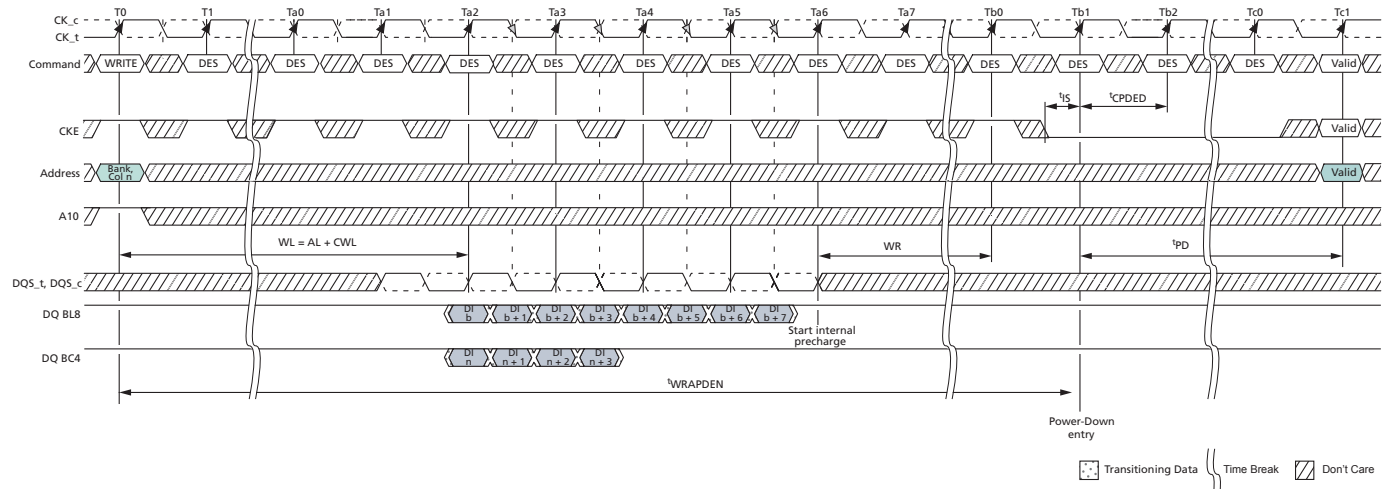 T0 T1 Ta0 Ta1 Ta2 Ta3 Ta4 Ta5 Ta6 Ta7 Tb0 Tb1 Tb2 Tc0 Tc1
CK_c
CK_t
Command WRITE DES DES DES DES DES DES DES DES DES DES DES DES DES Valid
tIS tCPDED
CKE Valid
Address Bank, Valid
Col n
A10
WL = AL + CWL WR tPD
DQS_t, DQS_c
DQ BL8 DI DI DI DI DI DI DI DI
b b + 1 b + 2 b + 3 b + 4 b + 5 b + 6 b + 7
Start internal
precharge
DQ BC4 DI DI DI DI
n n + 1 n + 2 n + 3
tWRAPDEN
Power-Down
entry
Transitioning Data Time Break Don't Care